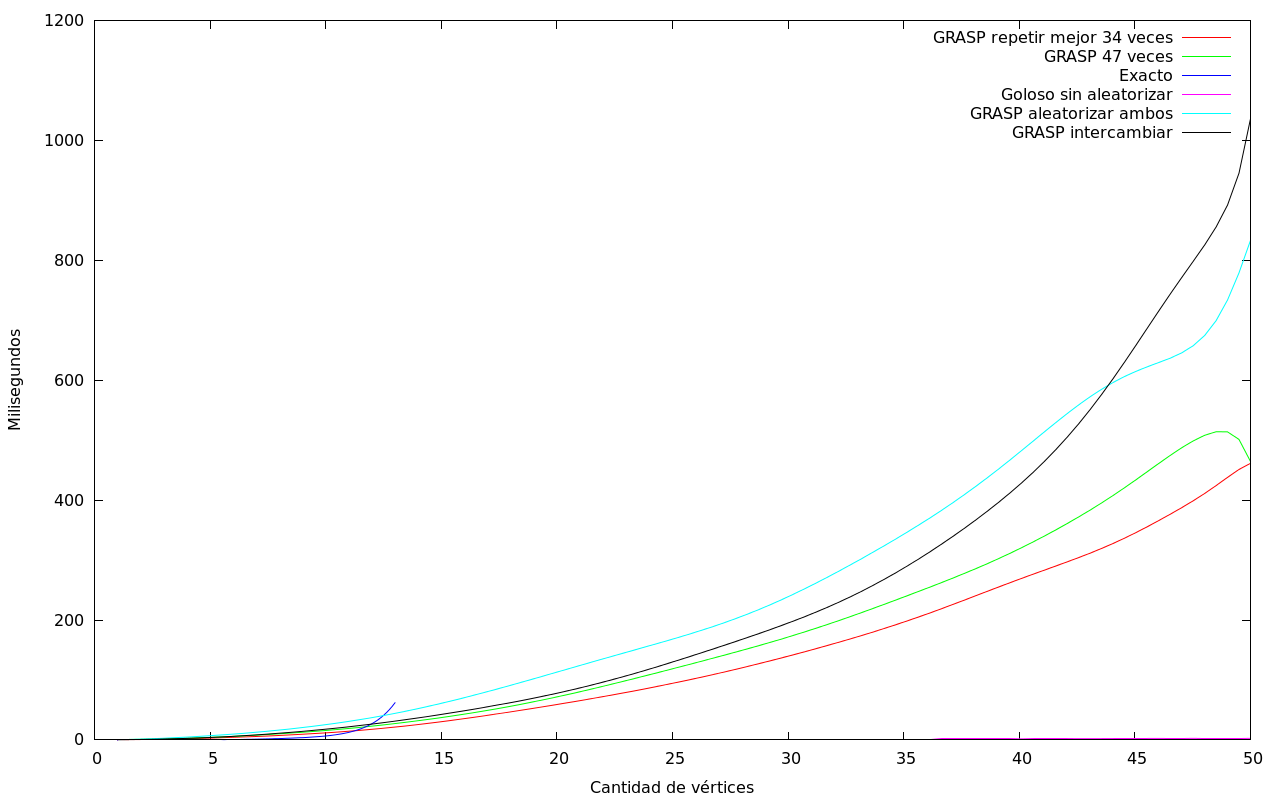 1200
1000
800
600
400
200
0
Milisegundos
GRASP repetir mejor 34 veces
GRASP 47 veces
Exacto
Goloso sin aleatorizar
GRASP aleatorizar ambos
GRASP intercambiar
0 5 10 15 20 25 30 35 40 45 50
Cantidad de vértices